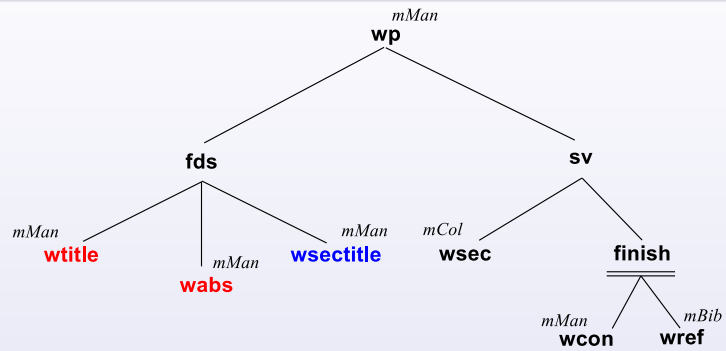 mMan
wp
fds
sv
mMan
wtitle
mMan
wabs
mMan
wsectitle
mCol
wsec
finish
mMan
wcon
mBib
wref